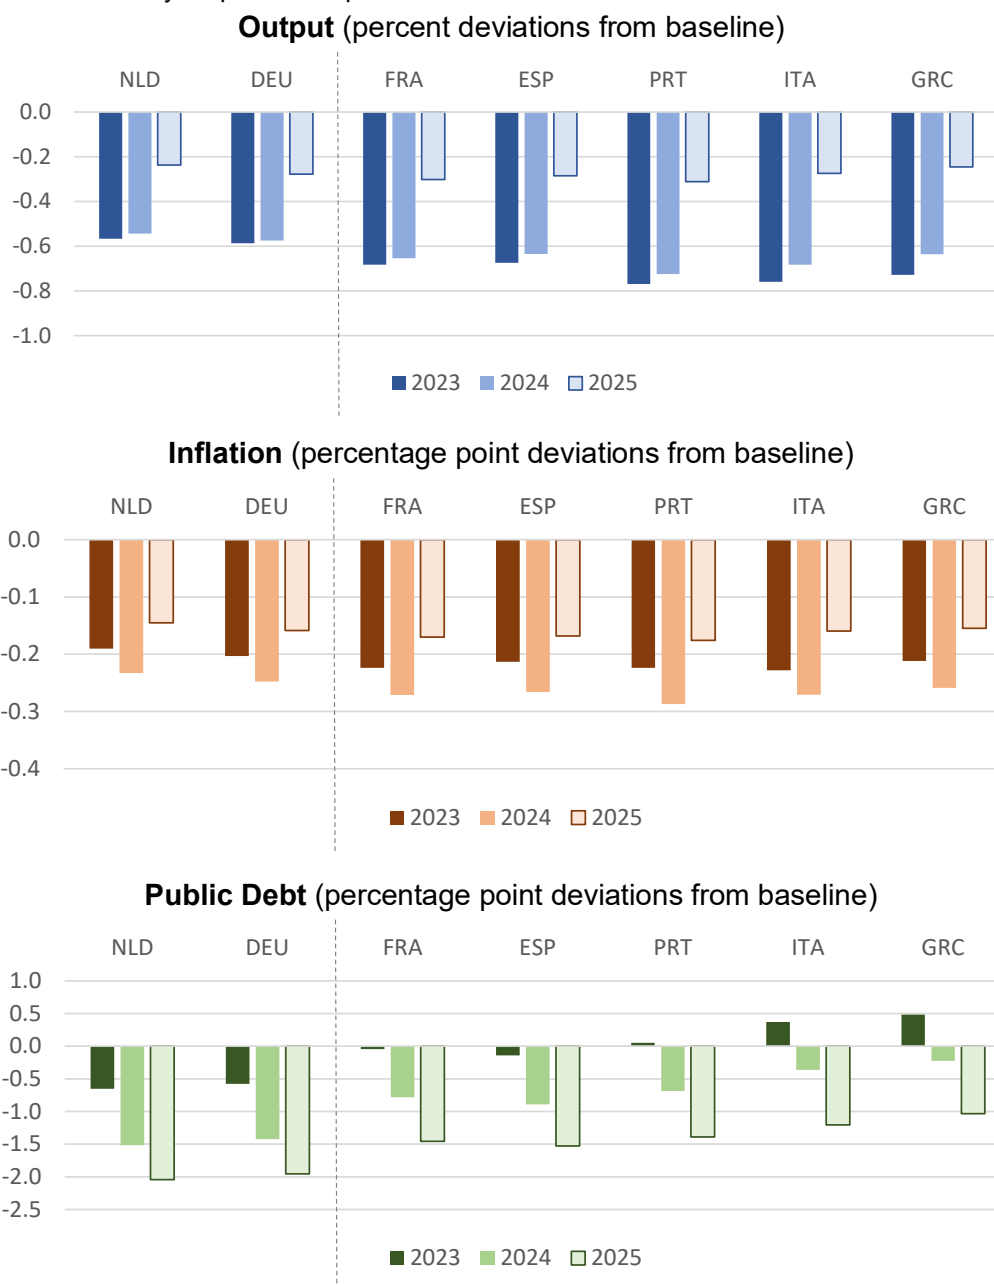 Output (percent deviations from baseline)
NLD DEU FRA ESP PRT ITA GRC
0.0
-0.2
-0.4
-0.6
-0.8
-1.0
2023 2024 2025
Inflation (percentage point deviations from baseline)
NLD DEU FRA ESP PRT ITA GRC
0.0
-0.1
-0.2
-0.3
-0.4
2023 2024 2025
Public Debt (percentage point deviations from baseline)
NLD DEU FRA ESP PRT ITA GRC
1.0
0.5
0.0
-0.5
-1.0
-1.5
-2.0
-2.5
2023 2024 2025